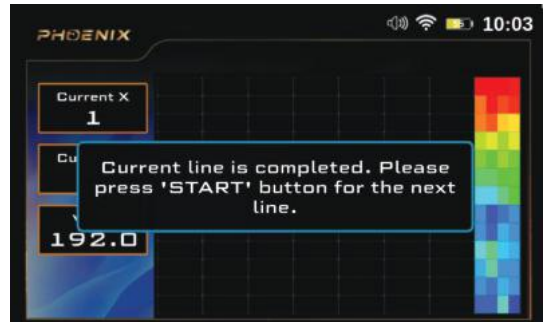 PHOENIX
10:03
Current X
1
Cu
Current line is completed. Please
press 'START' button for the next
line.
192.0